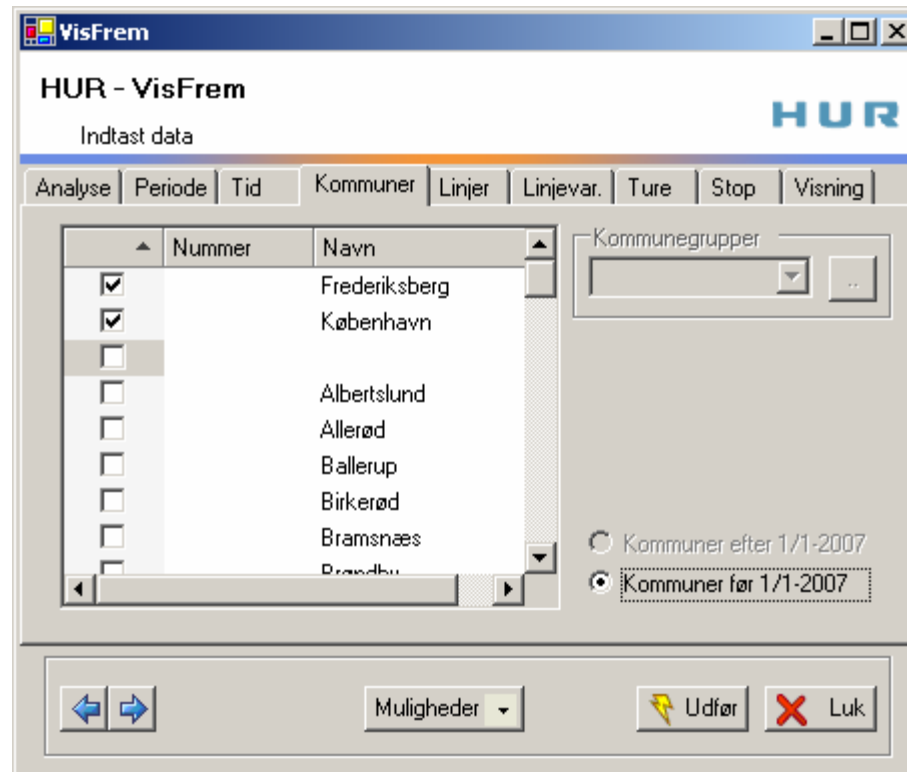 VisFrem
HUR - VisFrem
Indtast data
HUR
Analyse Periode Tid Kommuner Linjer Linjevar. Ture Stop Visning
Nummer Navn
Kommunegrupper
..
Frederiksberg
København
Albertslund
Allerød
Ballerup
Birkerød
Bramsnæs
Brøndby
Kommuner efter 1/1-2007
Kommuner før 1/1-2007
Muligheder
Udfør
Luk